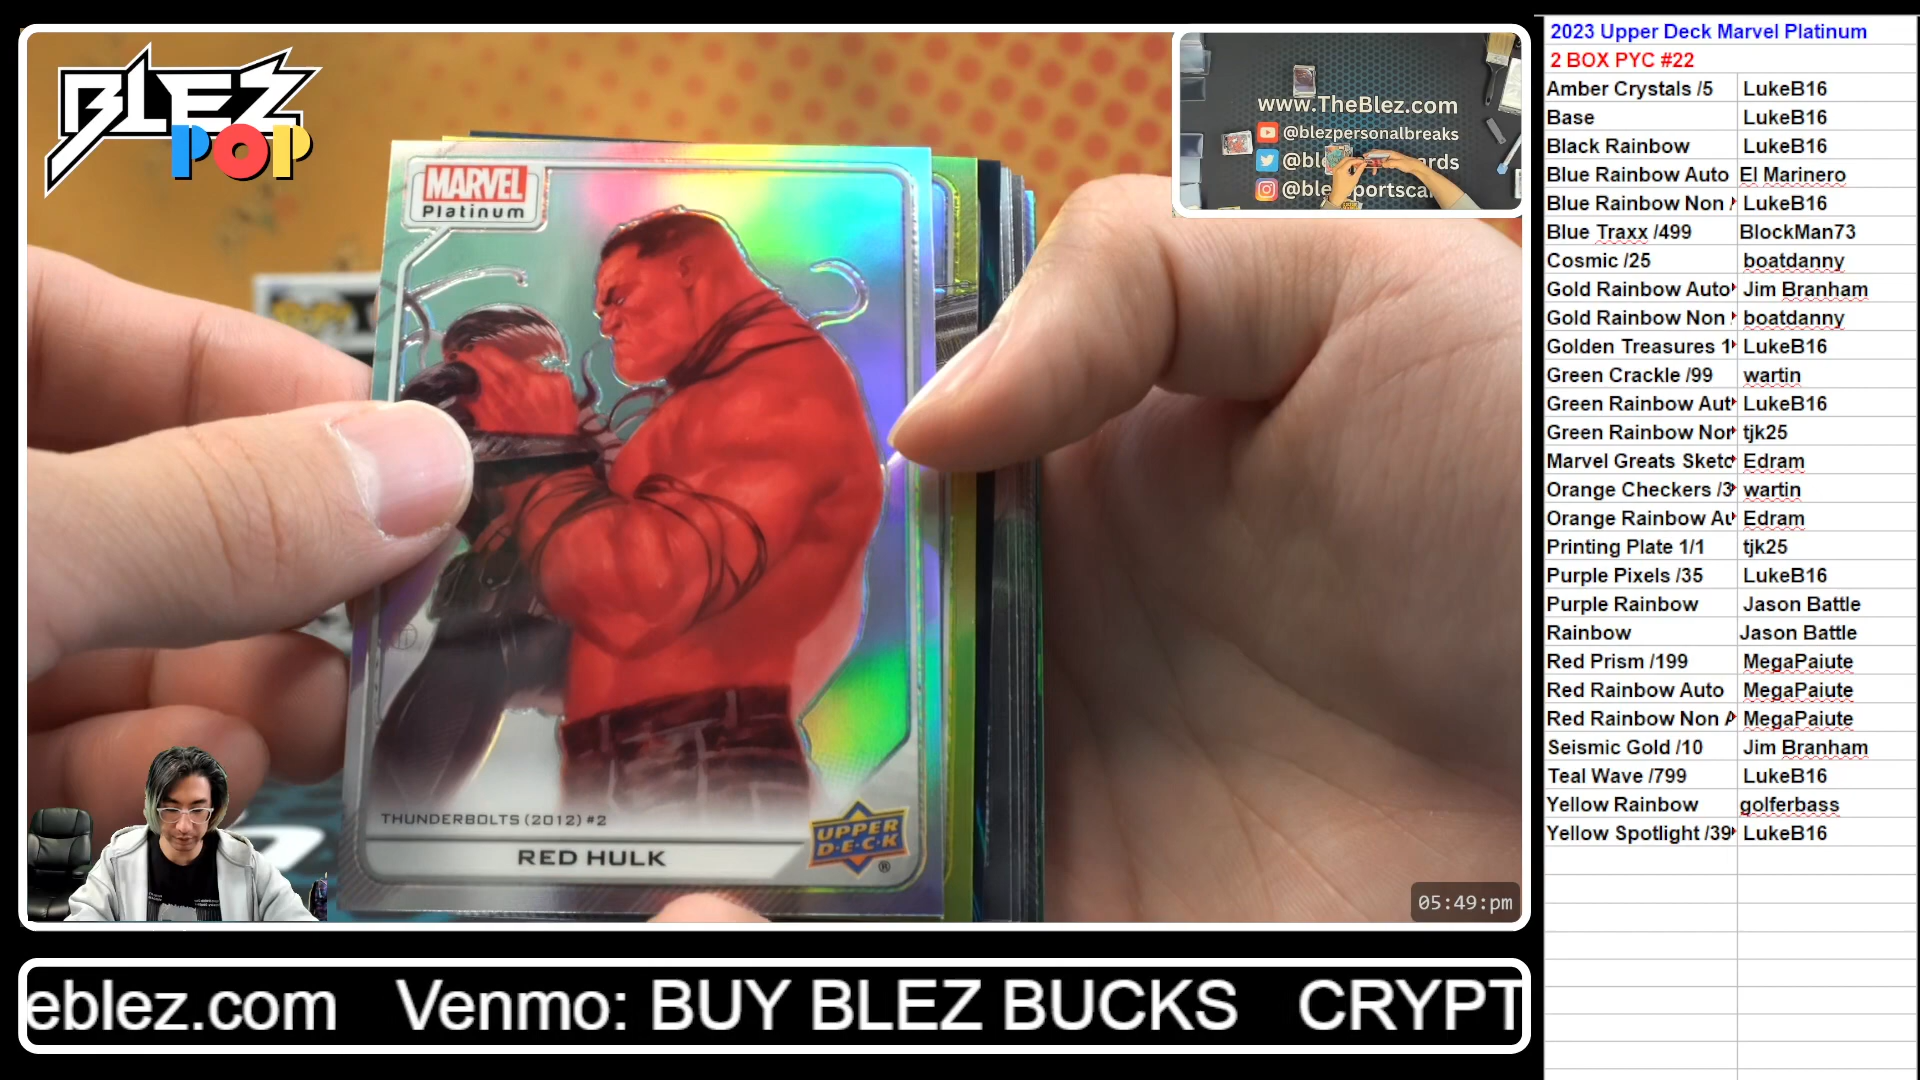 BLEZ
POP
MARVEL
Platinum
THUNDERBOLTS (2012) #2
RED HULK
UPPER
D·E·C·K
®
www.TheBlez.com
@blezpersonalbreaks
05:49:pm
eblez.com Venmo: BUY BLEZ BUCKS CRYPT
2023 Upper Deck Marvel Platinum
2 BOX PYC #22
Amber Crystals /5 LukeB16
Base LukeB16
Black Rainbow LukeB16
Blue Rainbow Auto El Marinero
Blue Rainbow Non LukeB16
Blue Traxx /499 BlockMan73
Cosmic /25 boatdanny
Gold Rainbow Auto Jim Branham
Gold Rainbow Non boatdanny
Golden Treasures 1 LukeB16
Green Crackle /99 wartin
Green Rainbow Aut LukeB16
Green Rainbow Nor tjk25
Marvel Greats Sketc Edram
Orange Checkers /3 wartin
Orange Rainbow Au Edram
Printing Plate 1/1 tjk25
Purple Pixels /35 LukeB16
Purple Rainbow Jason Battle
Rainbow Jason Battle
Red Prism /199 MegaPaiute
Red Rainbow Auto MegaPaiute
Red Rainbow Non A MegaPaiute
Seismic Gold /10 Jim Branham
Teal Wave /799 LukeB16
Yellow Rainbow golferbass
Yellow Spotlight /39 LukeB16